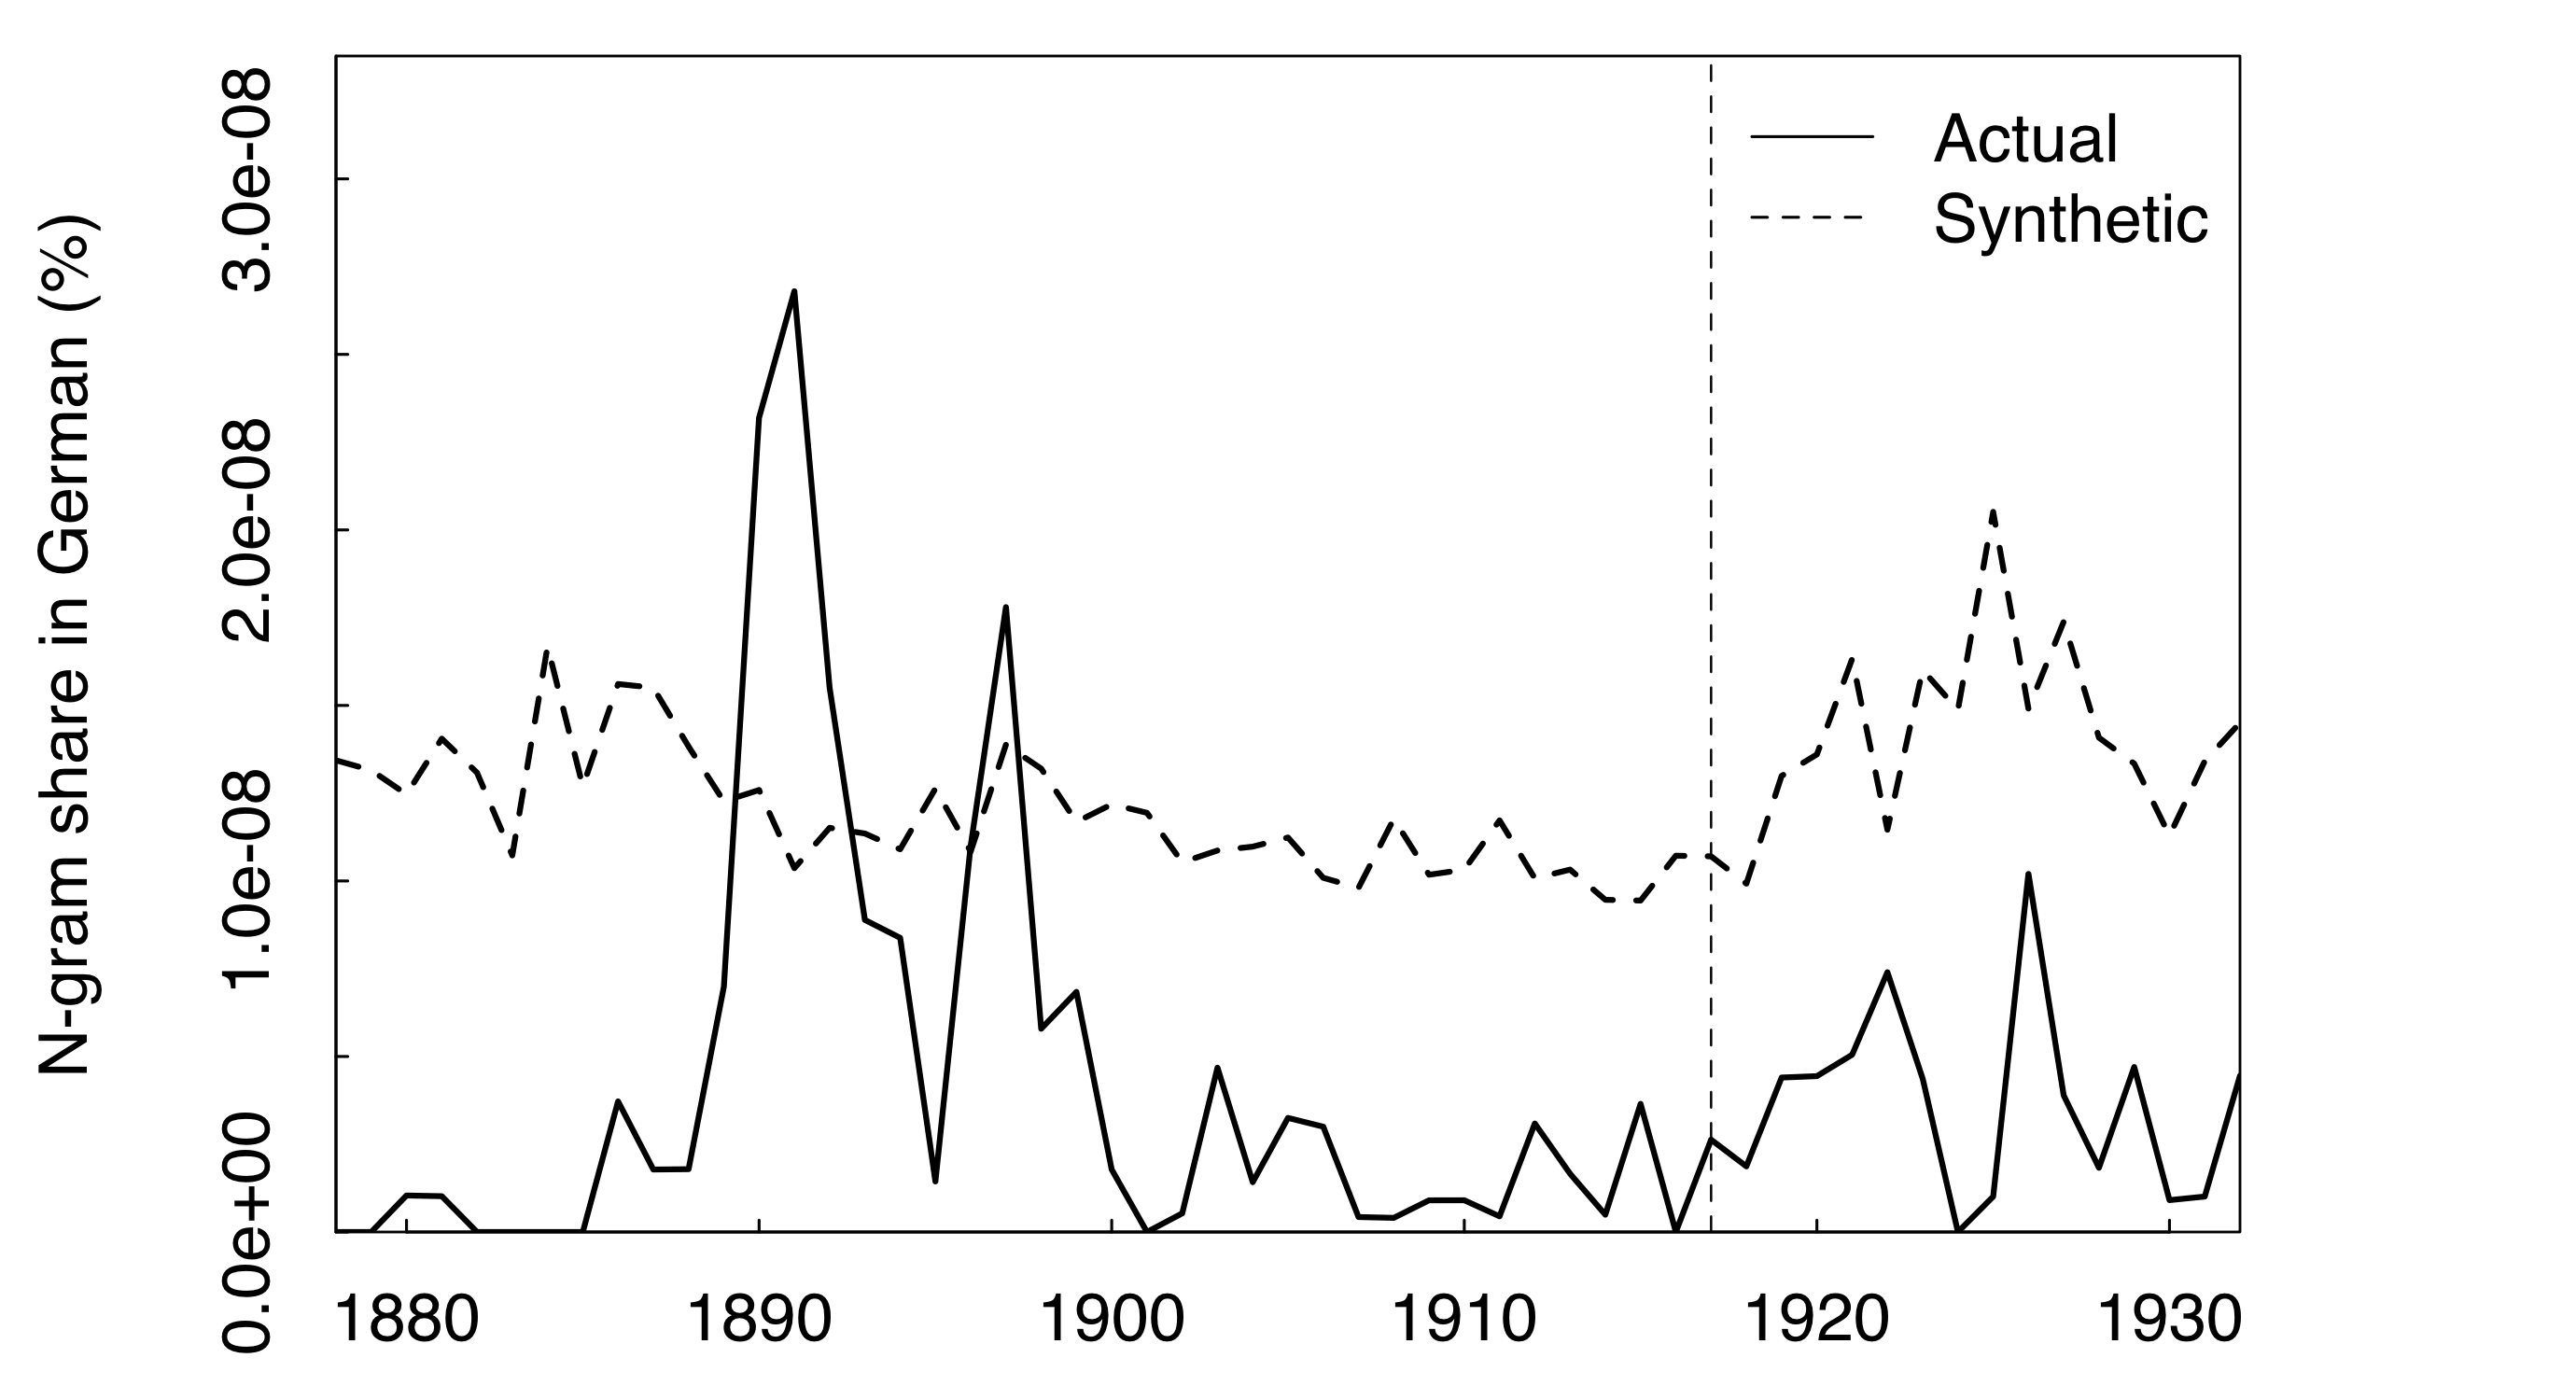 N-gram share in German (%)
3.0e-08
2.0e-08
1.0e-08
0.0e+00
Actual
Synthetic
1880 1890 1900 1910 1920 1930